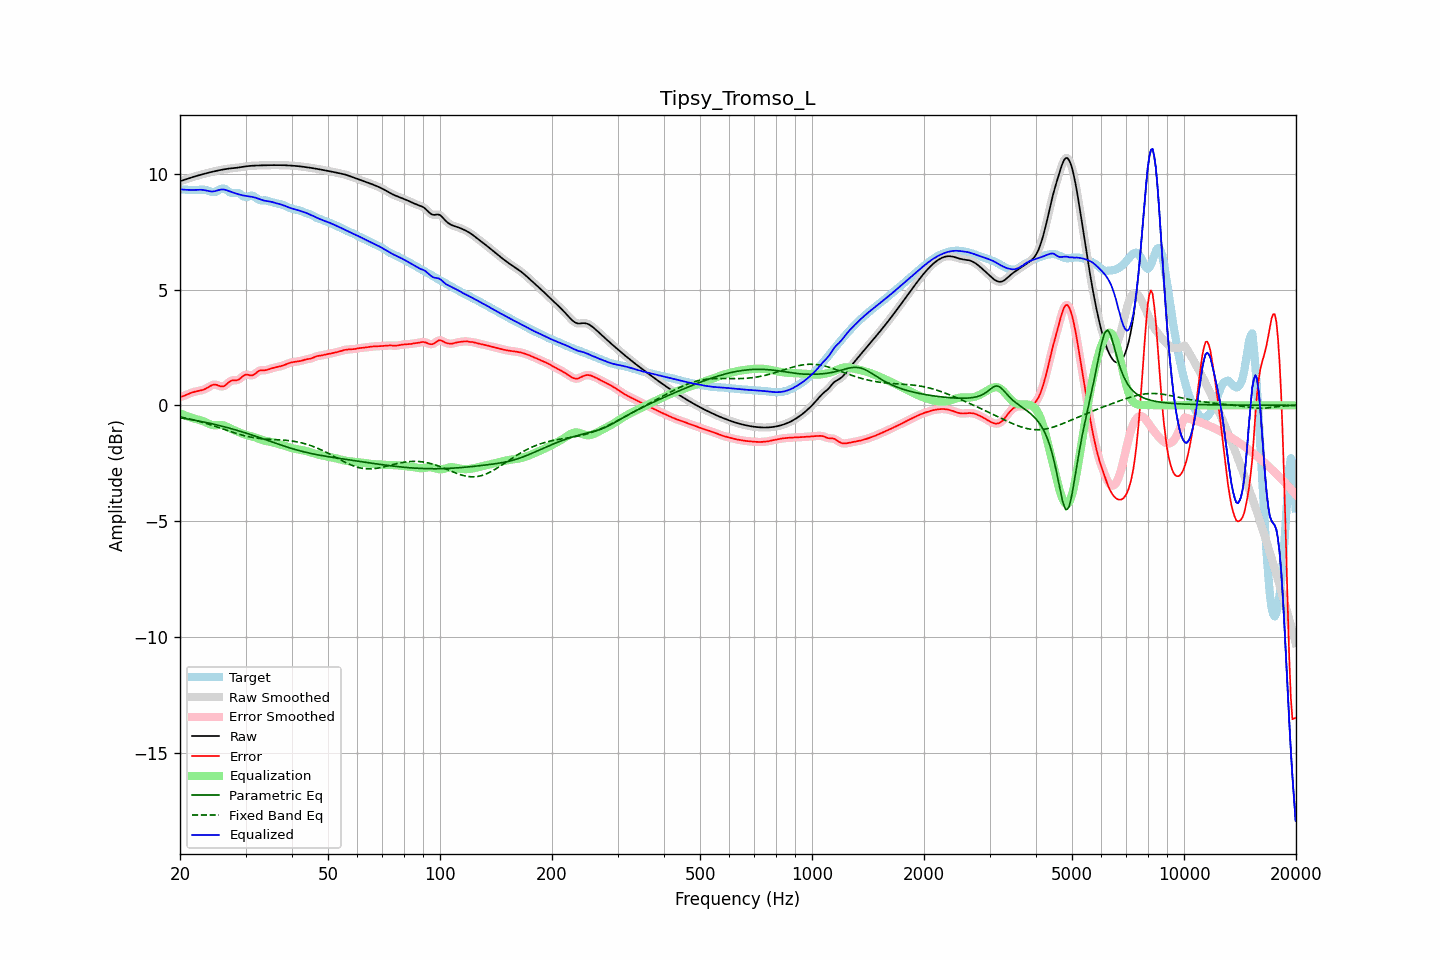 Tipsy_Tromso_L
Amplitude (dBr)
10
5
0
−5
−10
−15
Target
Raw Smoothed
Error Smoothed
Raw
Error
Equalization
Parametric Eq
Fixed Band Eq
Equalized
20 50 100 200 500 1000 2000 5000 10000 20000
Frequency (Hz)